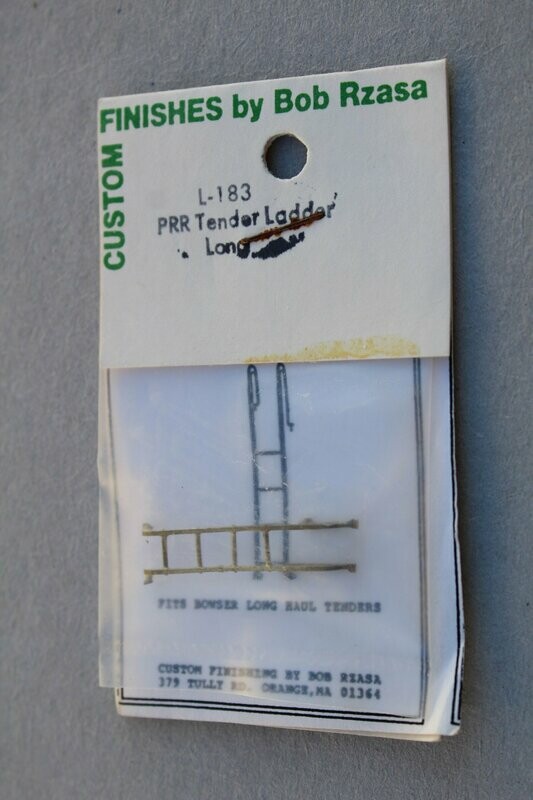 CUSTOM
FINISHES by Bob Rzasa
L-183
PRR Tender Ladder
Long
FITS BOWSER LONG HAUL TENDERS
CUSTOM FINISHING BY BOB RZASA
379 TULLY RD. ORANGE,MA 01364